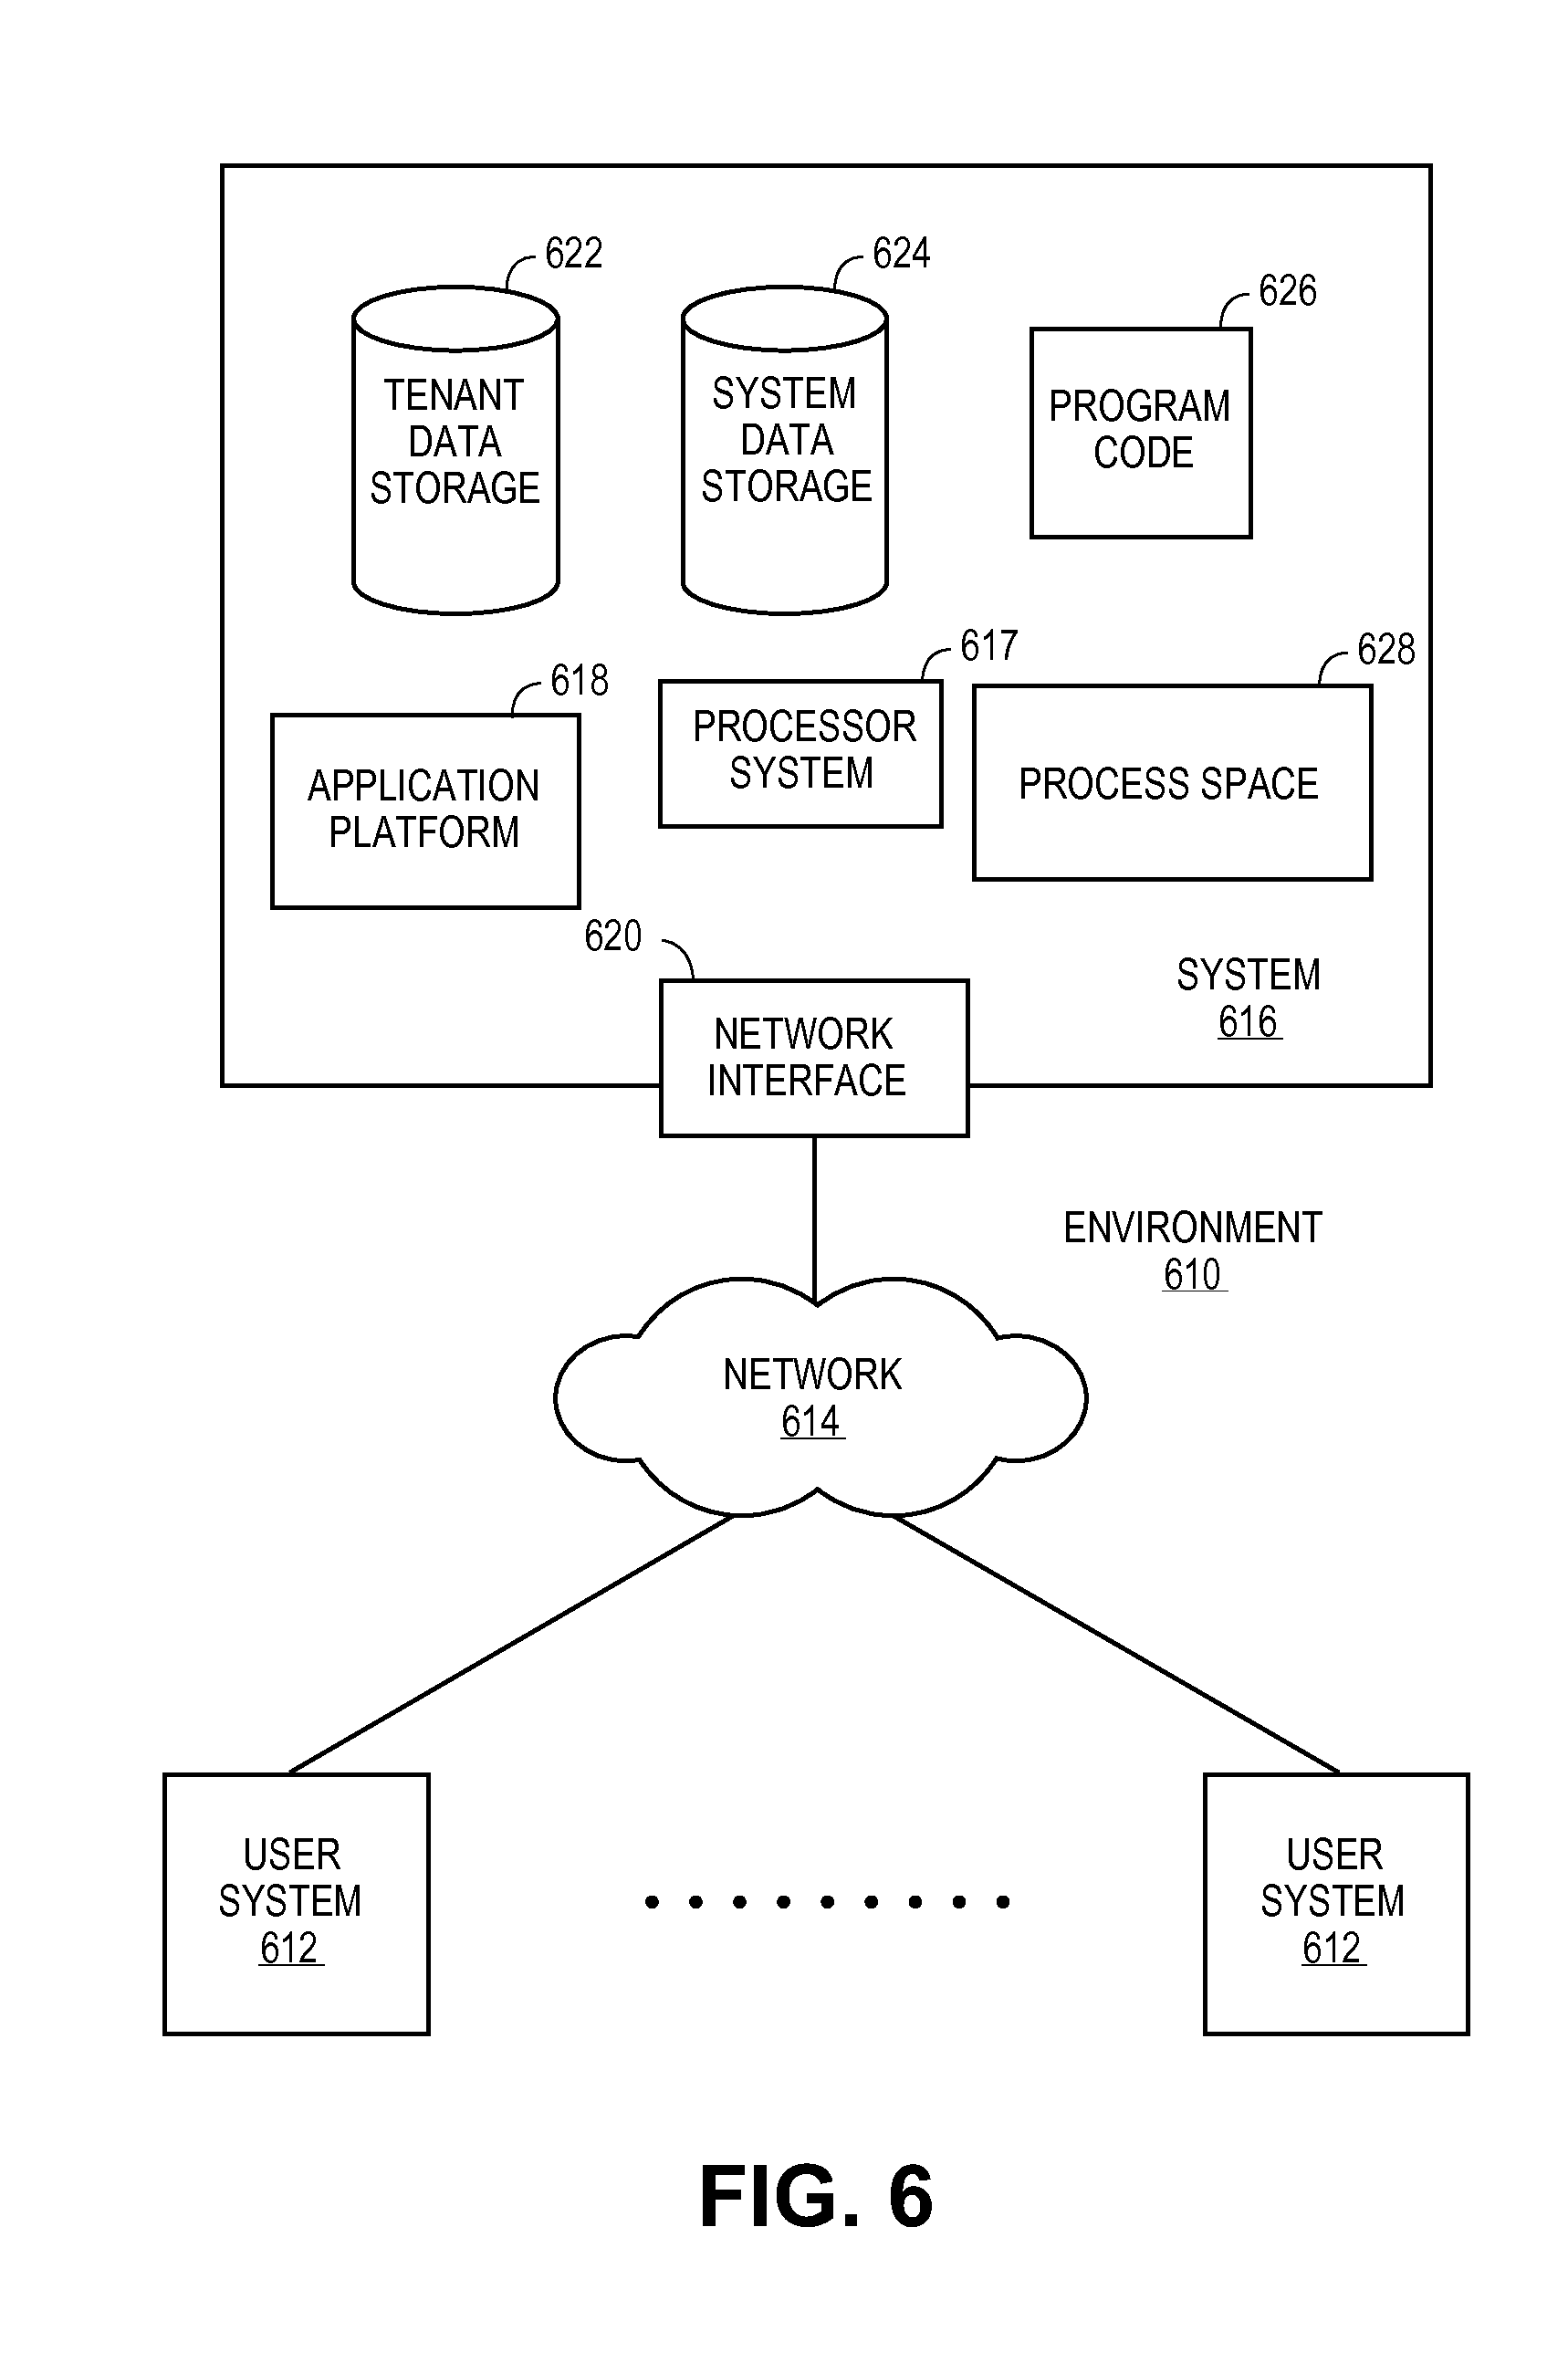 622
624
626
TENANT
DATA
STORAGE
SYSTEM
DATA
STORAGE
PROGRAM
CODE
618
617
628
APPLICATION
PLATFORM
PROCESSOR
SYSTEM
PROCESS SPACE
620
NETWORK
INTERFACE
SYSTEM
616
ENVIRONMENT
610
NETWORK
614
USER
SYSTEM
612
USER
SYSTEM
612
FIG. 6